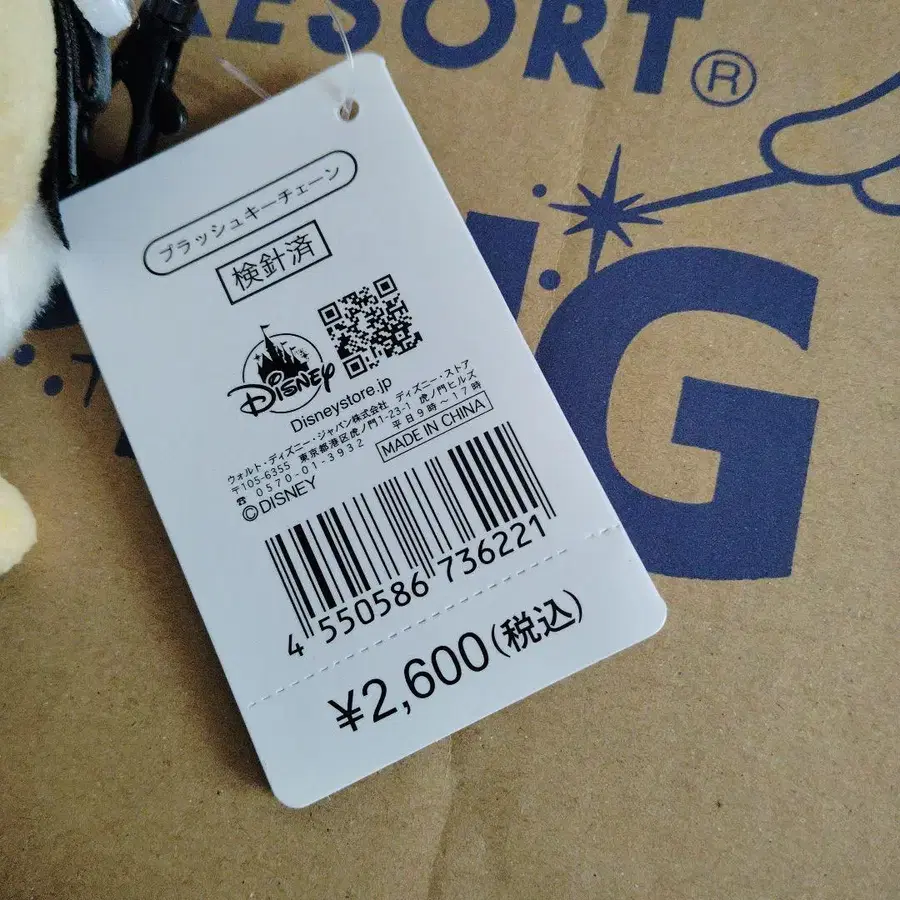 RESORT®
プラッシュキーチェーン
検針済
DISNEY
Disneystore.jp
ウォルト・ディズニー・ジャパン株式会社 ディズニー・ストア
〒105-6355 東京都港区虎ノ門1-23-1 虎ノ門ヒルズ
☎ 0570-01-3932 平日9時～17時
©DISNEY
MADE IN CHINA
4 550586 736221
¥2,600(税込)